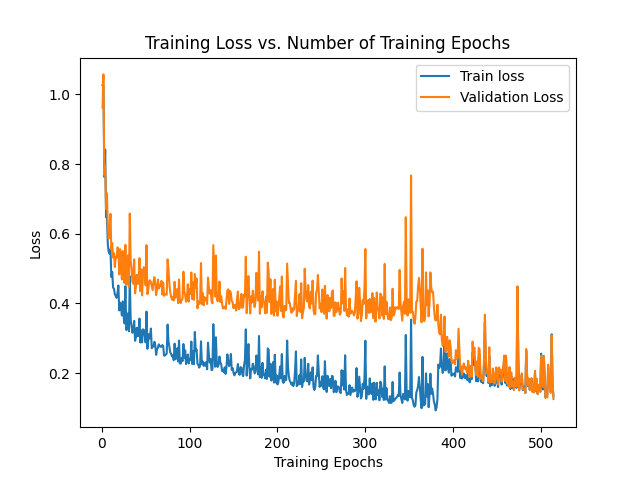 Training Loss vs. Number of Training Epochs
Train loss
Validation Loss
Loss
1.0
0.8
0.6
0.4
0.2
0
100
200
300
400
500
Training Epochs